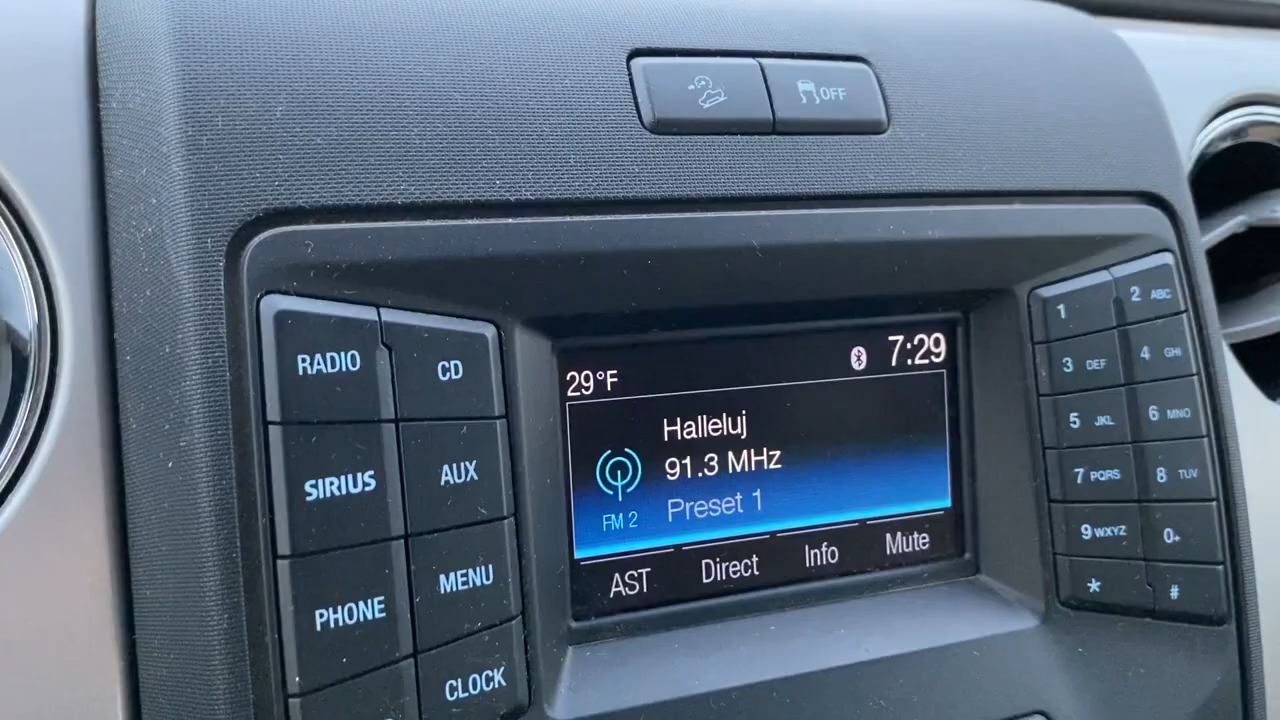 OFF
29°F 7:29
Halleluj
91.3 MHz
FM 2 Preset 1
AST Direct Info Mute
RADIO CD
SIRIUS AUX
PHONE MENU
CLOCK
1 2 ABC
3 DEF 4 GHI
5 JKL 6 MNO
7 PQRS 8 TUV
9 WXYZ 0+
* #